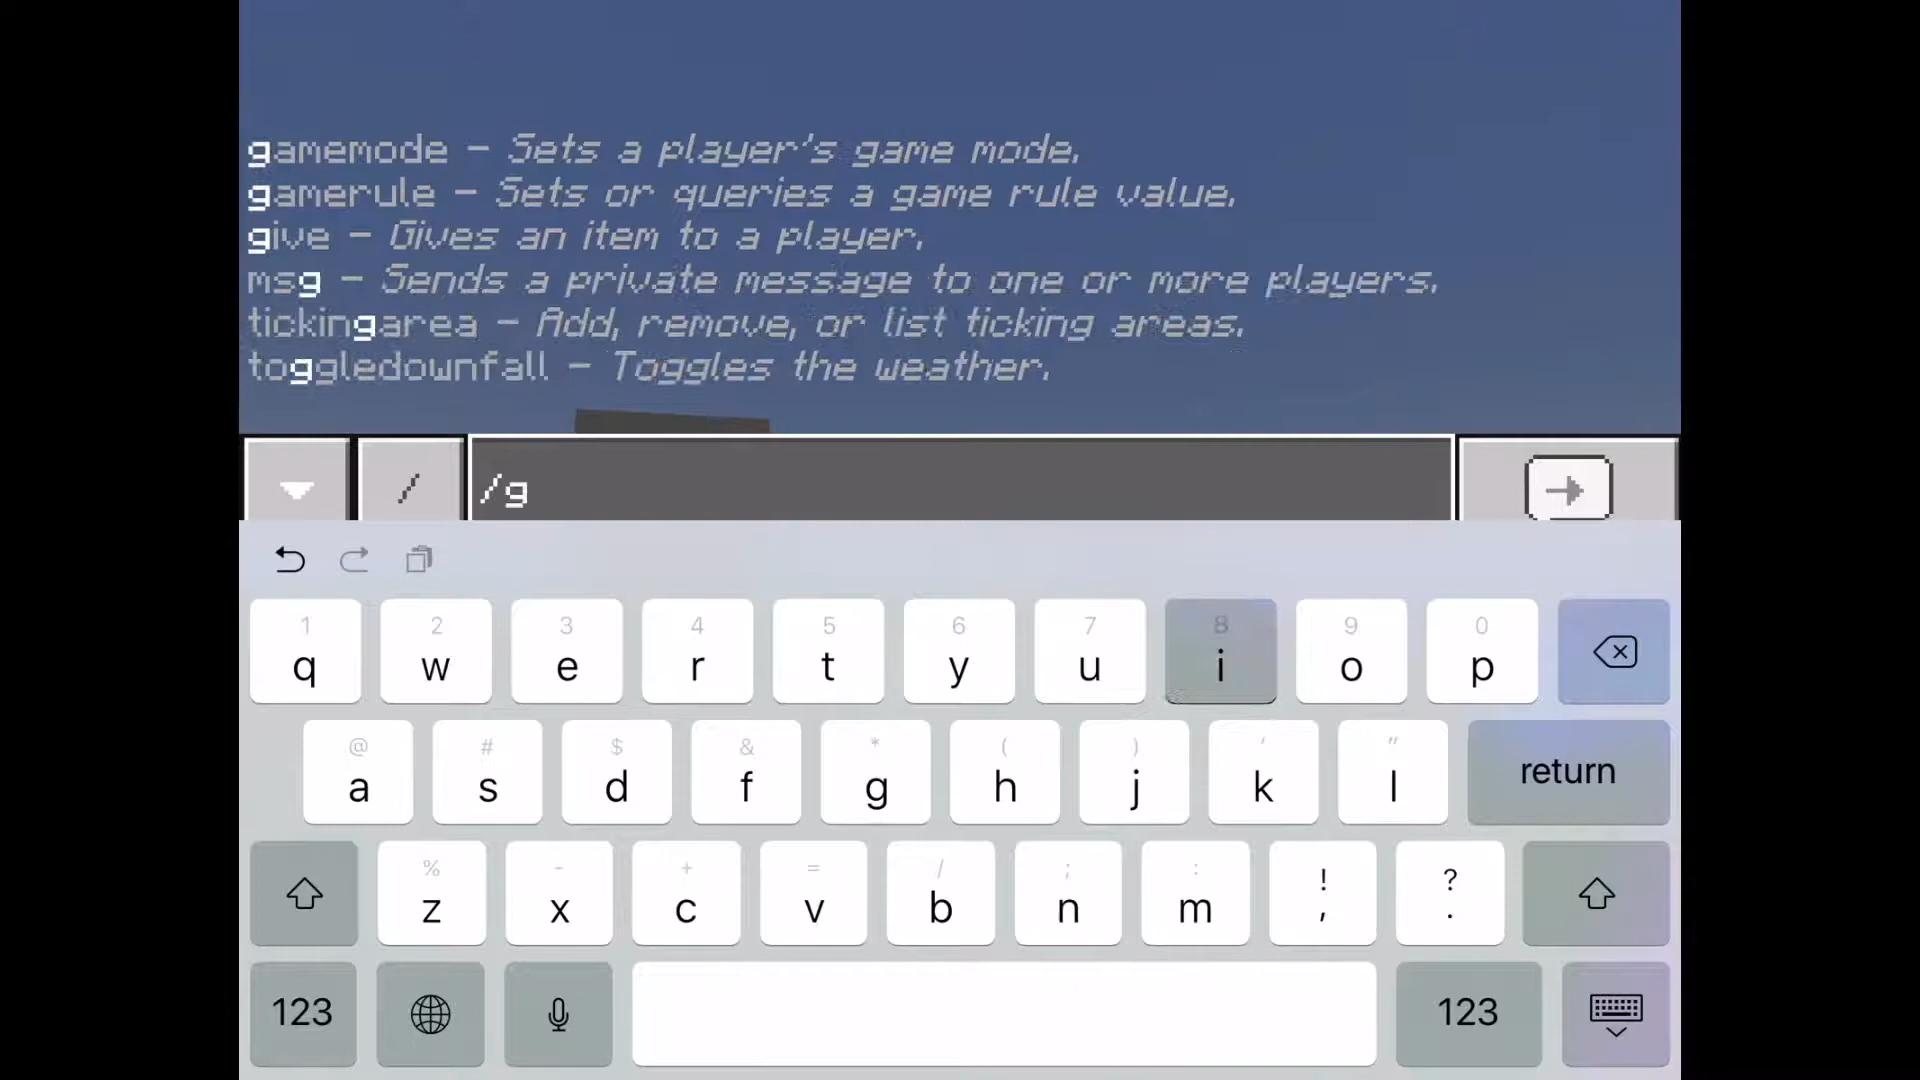 gamemode - Sets a player's game mode.
gamerule - Sets or queries a game rule value.
give - Gives an item to a player.
msg - Sends a private message to one or more players.
tickingarea - Add, remove, or list ticking areas.
toggledownfall - Toggles the weather.
/ /g
1 2 3 4 5 6 7 8 9 0
q w e r t y u i o p
@ # $ & * ( ) ' "
a s d f g h j k l return
% - + = / ; : ! ?
z x c v b n m , .
123 123